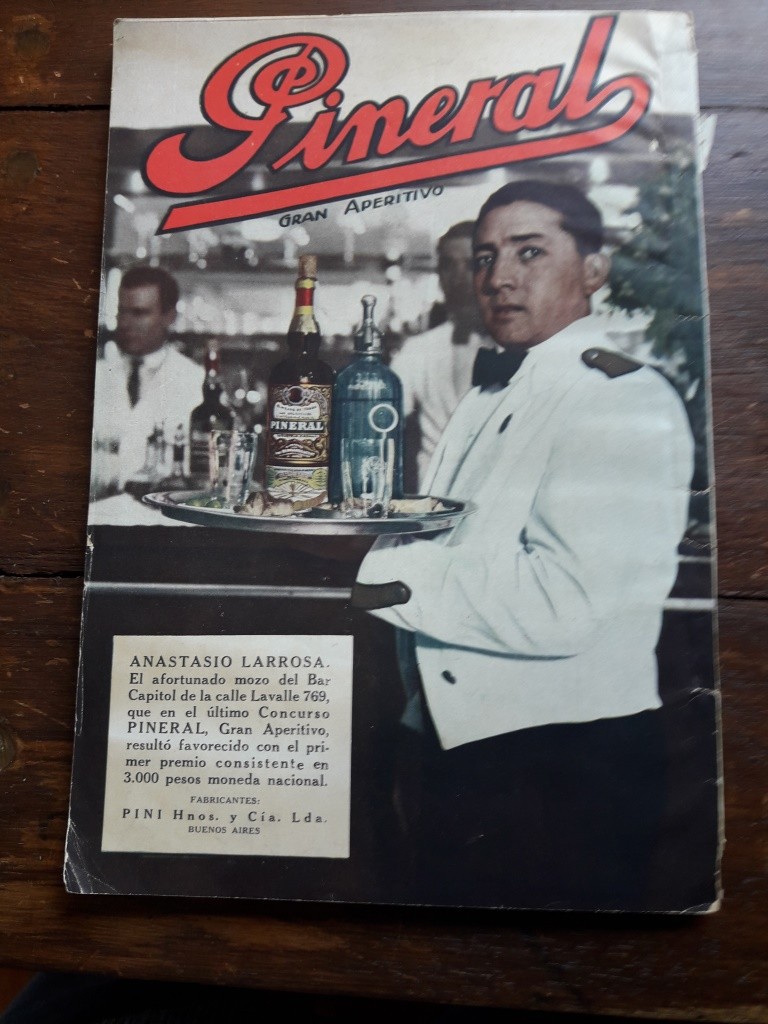 Pineral
GRAN APERITIVO
PINERAL
ANASTASIO LARROSA.
El afortunado mozo del Bar
Capitol de la calle Lavalle 769,
que en el último Concurso
PINERAL, Gran Aperitivo,
resultó favorecido con el pri-
mer premio consistente en
3.000 pesos moneda nacional.
FABRICANTES:
PINI Hnos. y Cía. Lda.
BUENOS AIRES